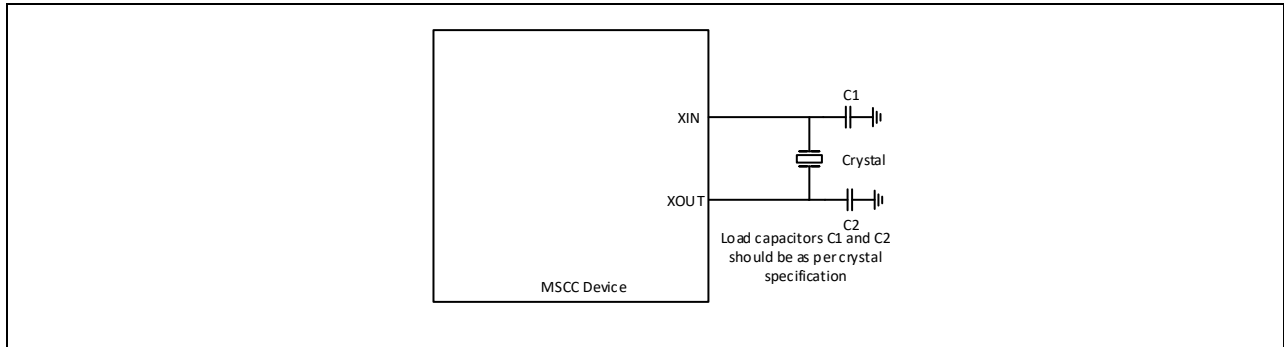 C1
XIN
Crystal
XOUT
C2
Load capacitors C1 and C2
should be as per crystal
specification
MSCC Device